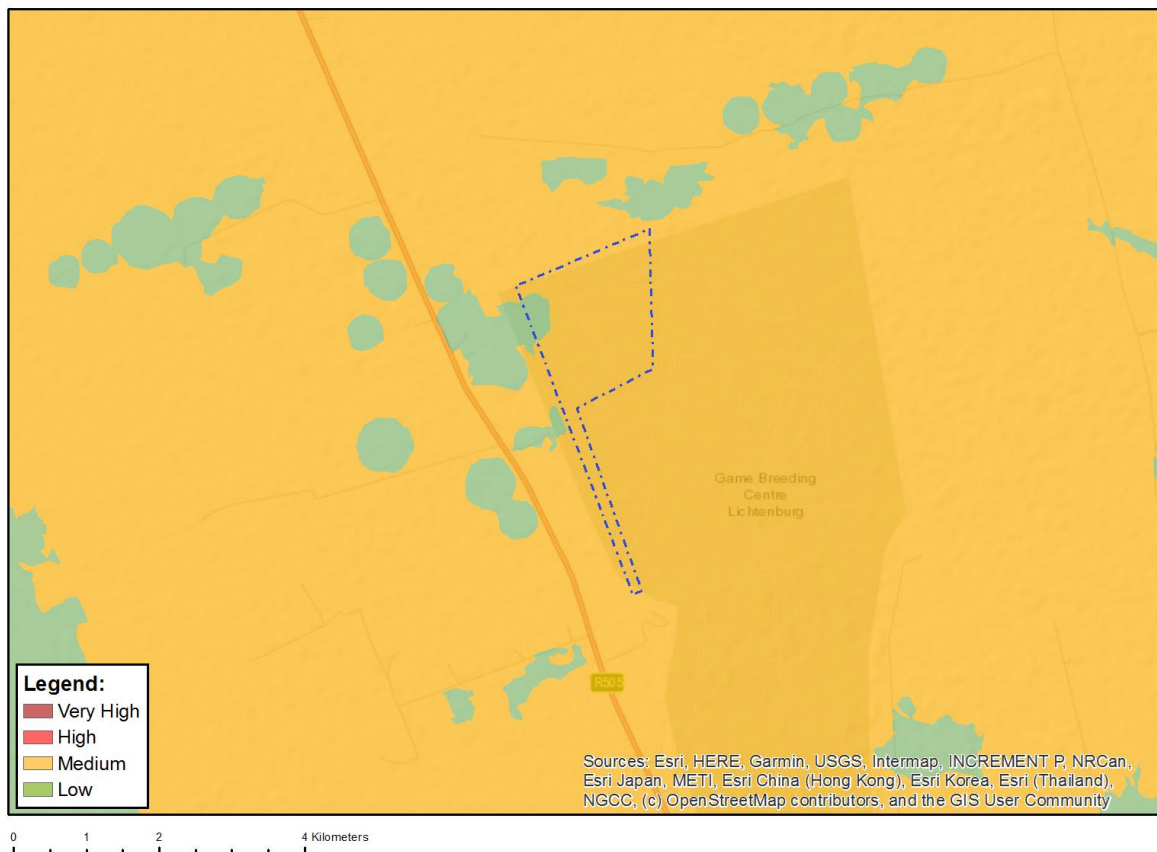 Game Breeding
Centre
Lichtenburg
R505
Legend:
Very High
High
Medium
Low
Sources: Esri, HERE, Garmin, USGS, Intermap, INCREMENT P, NRCan,
Esri Japan, METI, Esri China (Hong Kong), Esri Korea, Esri (Thailand),
NGCC, (c) OpenStreetMap contributors, and the GIS User Community
0 1 2 4 Kilometers